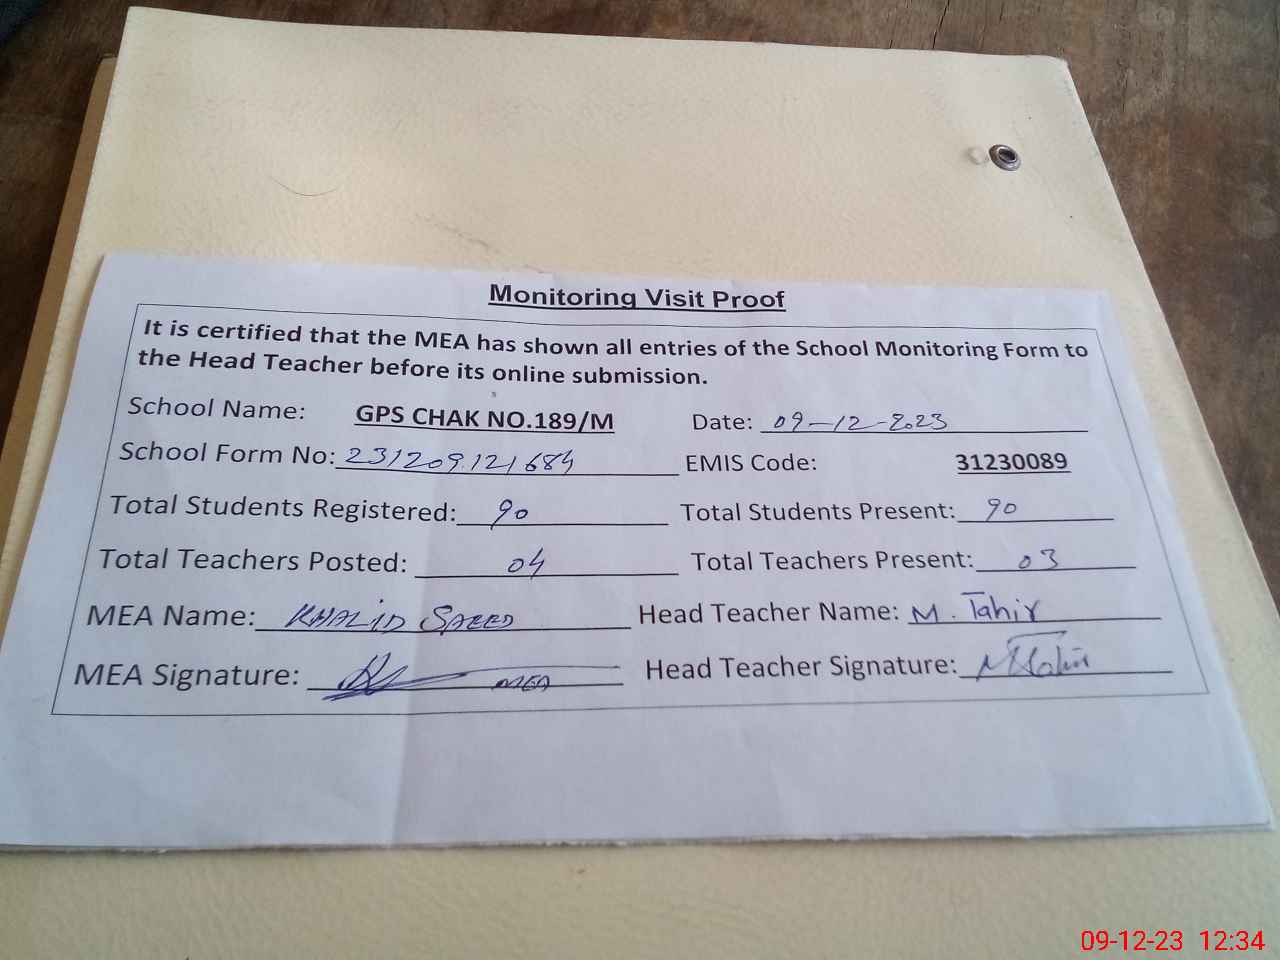 Monitoring Visit Proof
It is certified that the MEA has shown all entries of the School Monitoring Form to
the Head Teacher before its online submission.
School Name: GPS CHAK NO.189/M Date: 09-12-2023
School Form No: 231209121684 EMIS Code: 31230089
Total Students Registered: 90 Total Students Present: 90
Total Teachers Posted: 04 Total Teachers Present: 03
MEA Name: KHALID SAEED Head Teacher Name: M. Tahir
MEA Signature: MEA Head Teacher Signature: MTahir
09-12-23 12:34